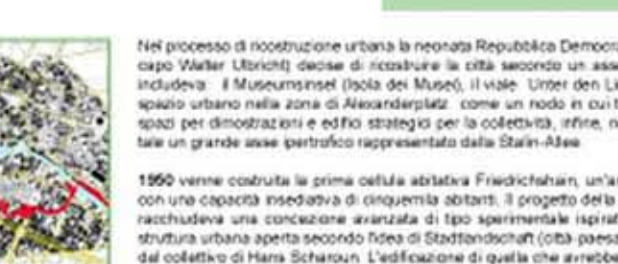 Nel processo di ricostruzione urbana la neonata Repubblica Democra
capo Walter Ulbricht) decise di ricostruire la città secondo un asse
includeva: il Museumsinsel (Isola dei Musei), il viale Unter den Li
spazio urbano nella zona di Alexanderplatz come un nodo in cui t
spazi per dimostrazioni e edifici strategici per la collettività, infine, n
tale un grande asse ipertrofico rappresentato dalla Stalin-Allee
1950 venne costruita la prima cellula abitativa Friedrichshain, un'a
con una capacità insediativa di cinquemila abitanti. Il progetto della
racchiudeva una concezione avanzata di tipo sperimentale ispirat
struttura urbana aperta secondo l'idea di Stadtlandschaft (città-paesa
dal collettivo di Hans Scharoun. L'edificazione di quella che avrebbe